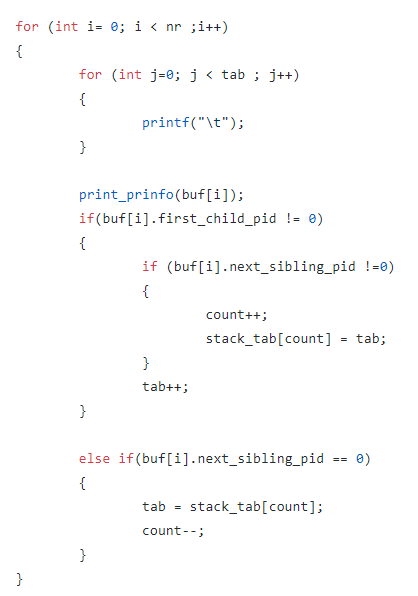 for (int i= 0; i < nr ;i++)
{
        for (int j=0; j < tab ; j++)
        {
                printf("\t");
        }

        print_prinfo(buf[i]);
        if(buf[i].first_child_pid != 0)
        {
                if (buf[i].next_sibling_pid !=0)
                {
                        count++;
                        stack_tab[count] = tab;
                }
                tab++;
        }

        else if(buf[i].next_sibling_pid == 0)
        {
                tab = stack_tab[count];
                count--;
        }
}